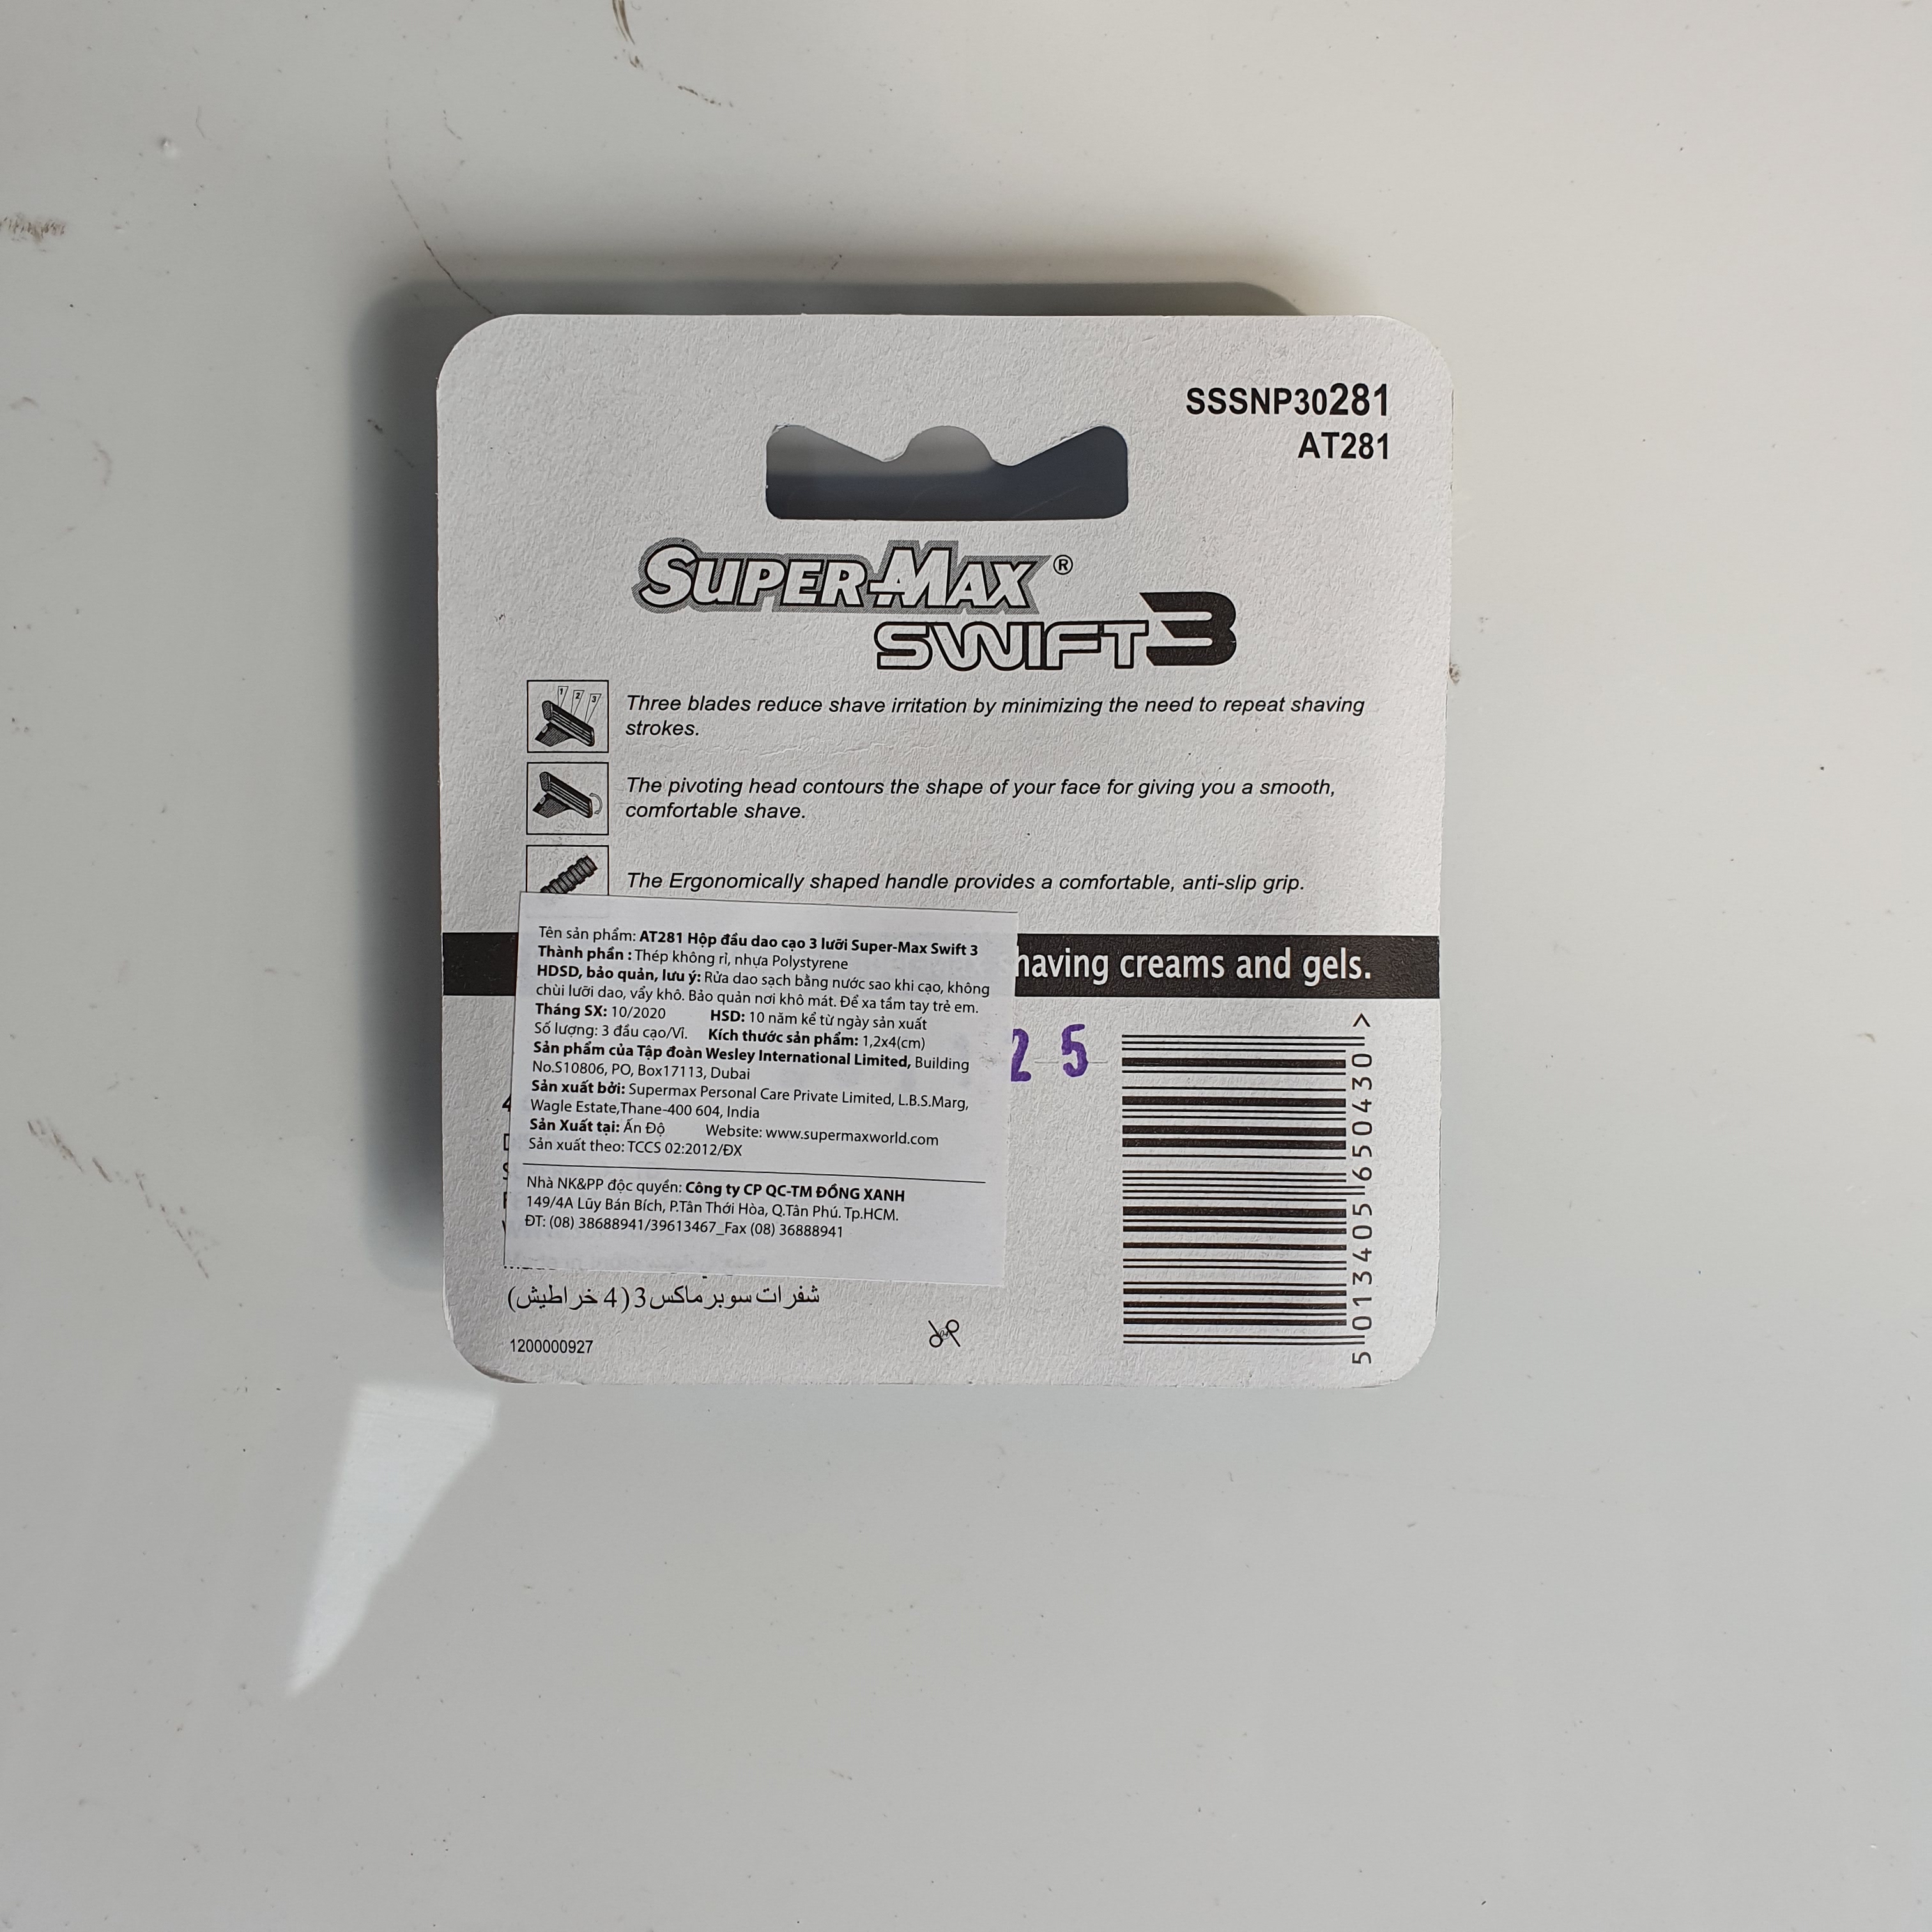 SSSNP30281
AT281
SUPER-MAX®
SWIFT3
1 2 3
Three blades reduce shave irritation by minimizing the need to repeat shaving
strokes.
The pivoting head contours the shape of your face for giving you a smooth,
comfortable shave.
The Ergonomically shaped handle provides a comfortable, anti-slip grip.
shaving creams and gels.
Tên sản phẩm: AT281 Hộp đầu dao cạo 3 lưỡi Super-Max Swift 3
Thành phần : Thép không rỉ, nhựa Polystyrene
HDSD, bảo quản, lưu ý: Rửa dao sạch bằng nước sao khi cạo, không
chùi lưỡi dao, vẩy khô. Bảo quản nơi khô mát. Để xa tầm tay trẻ em.
Tháng SX: 10/2020 HSD: 10 năm kể từ ngày sản xuất
Số lượng: 3 đầu cạo/Vỉ. Kích thước sản phẩm: 1,2x4(cm)
Sản phẩm của Tập đoàn Wesley International Limited, Building
No.S10806, PO, Box17113, Dubai
Sản xuất bởi: Supermax Personal Care Private Limited, L.B.S.Marg,
Wagle Estate,Thane-400 604, India
Sản Xuất tại: Ấn Độ Website: www.supermaxworld.com
Sản xuất theo: TCCS 02:2012/ĐX
Nhà NK&PP độc quyền: Công ty CP QC-TM ĐỒNG XANH
149/4A Lũy Bán Bích, P.Tân Thới Hòa, Q.Tân Phú. Tp.HCM.
ĐT: (08) 38688941/39613467_Fax (08) 36888941
25
5 013405 650430 >
شفرات سوبر ماكس3 (4 خراطيش)
1200000927